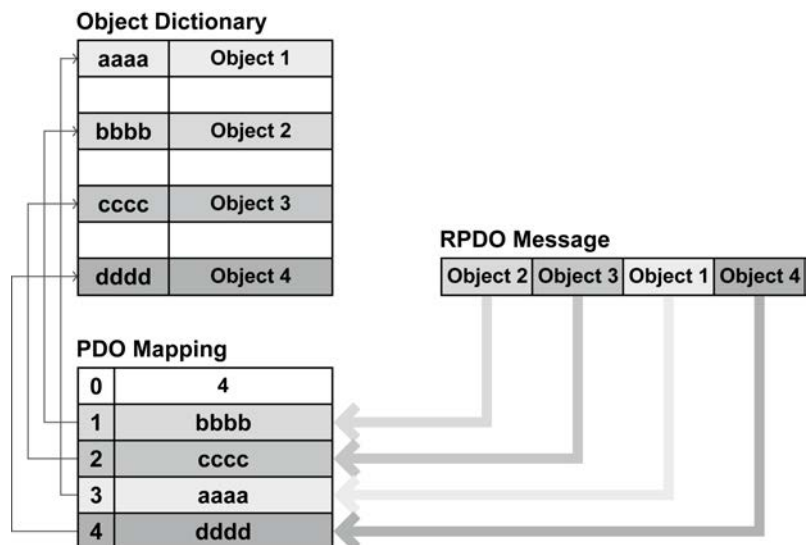 Object Dictionary
aaaa Object 1
bbbb Object 2
cccc Object 3
dddd Object 4
RPDO Message
Object 2 Object 3 Object 1 Object 4
PDO Mapping
0 4
1 bbbb
2 cccc
3 aaaa
4 dddd